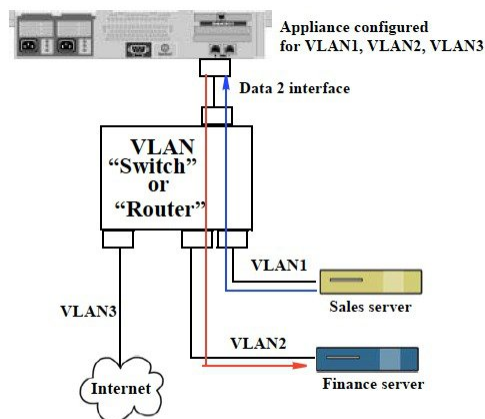 Appliance configured
for VLAN1, VLAN2, VLAN3
Data 2 interface
VLAN
“Switch”
or
“Router”
VLAN1
Sales server
VLAN3
VLAN2
Internet
Finance server